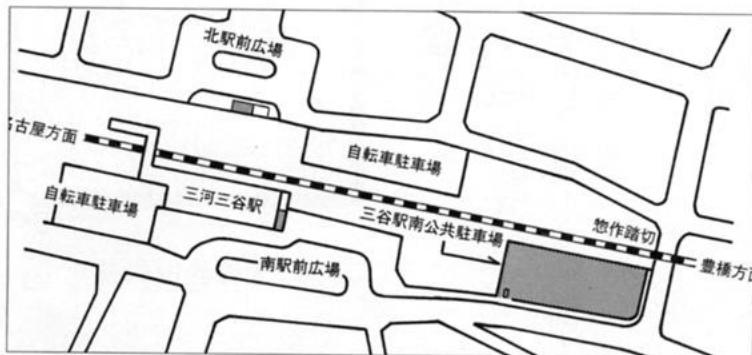 北駅前広場
名古屋方面
自転車駐車場
自転車駐車場
三河三谷駅
三谷駅南公共駐車場
惣作踏切
豊橋方面
南駅前広場